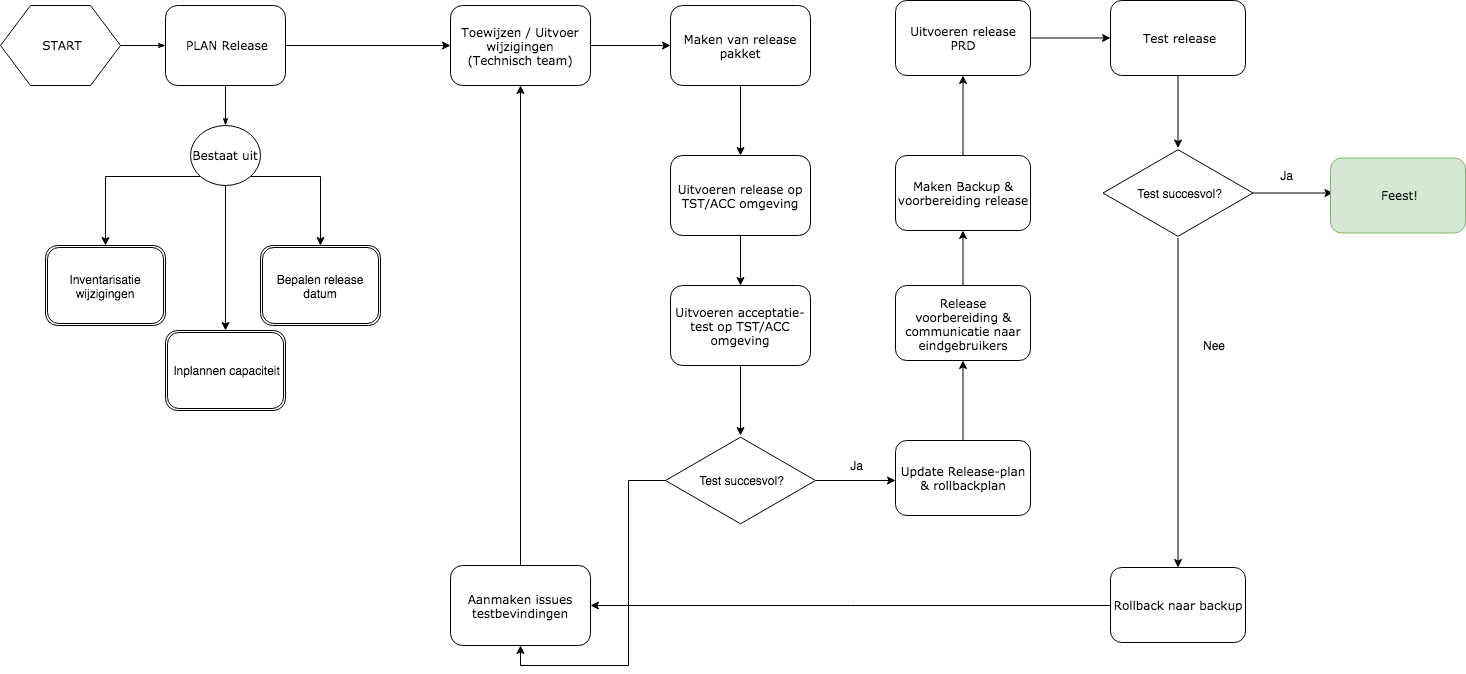 START
PLAN Release
Toewijzen / Uitvoer
wijzigingen
(Technisch team)
Maken van release
pakket
Uitvoeren release
PRD
Test release
Bestaat uit
Inventarisatie
wijzigingen
Bepalen release
datum
Inplannen capaciteit
Uitvoeren release op
TST/ACC omgeving
Uitvoeren acceptatie-
test op TST/ACC
omgeving
Test succesvol?
Ja
Update Release-plan
& rollbackplan
Release
voorbereiding &
communicatie naar
eindgebruikers
Maken Backup &
voorbereiding release
Test succesvol?
Ja
Feest!
Nee
Rollback naar backup
Aanmaken issues
testbevindingen